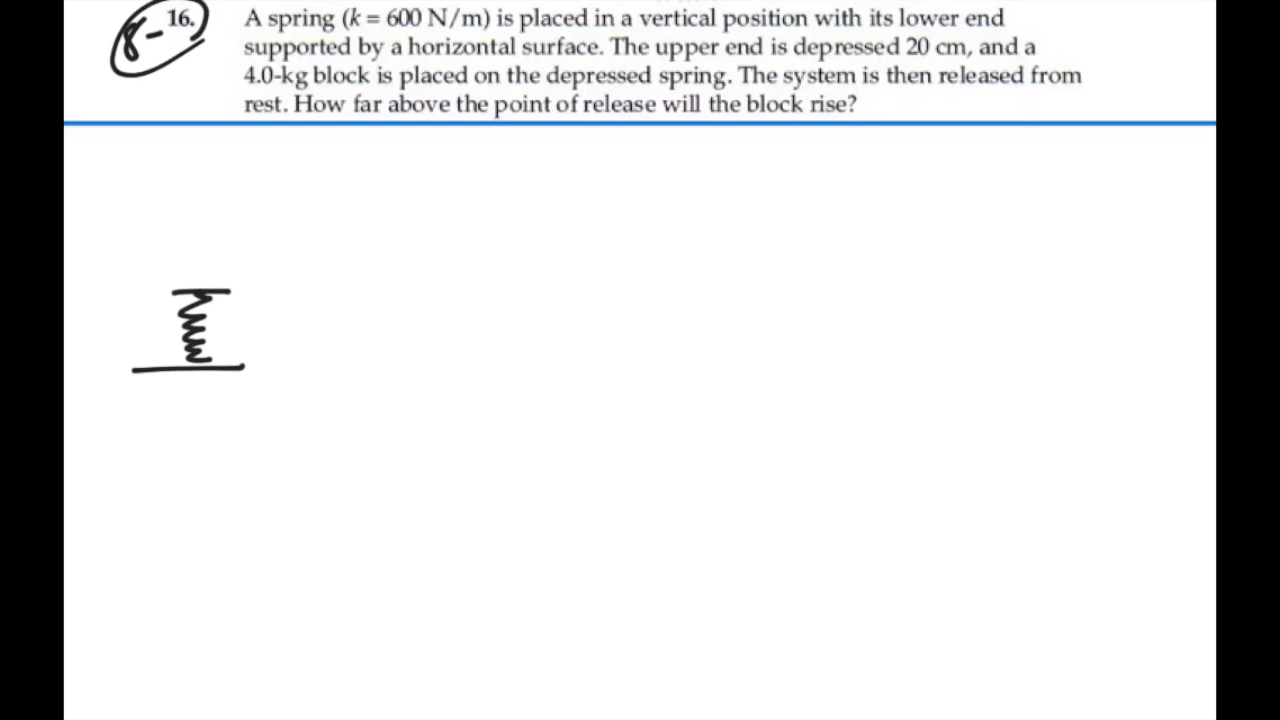 8- 16. A spring (k = 600 N/m) is placed in a vertical position with its lower end
supported by a horizontal surface. The upper end is depressed 20 cm, and a
4.0-kg block is placed on the depressed spring. The system is then released from
rest. How far above the point of release will the block rise?